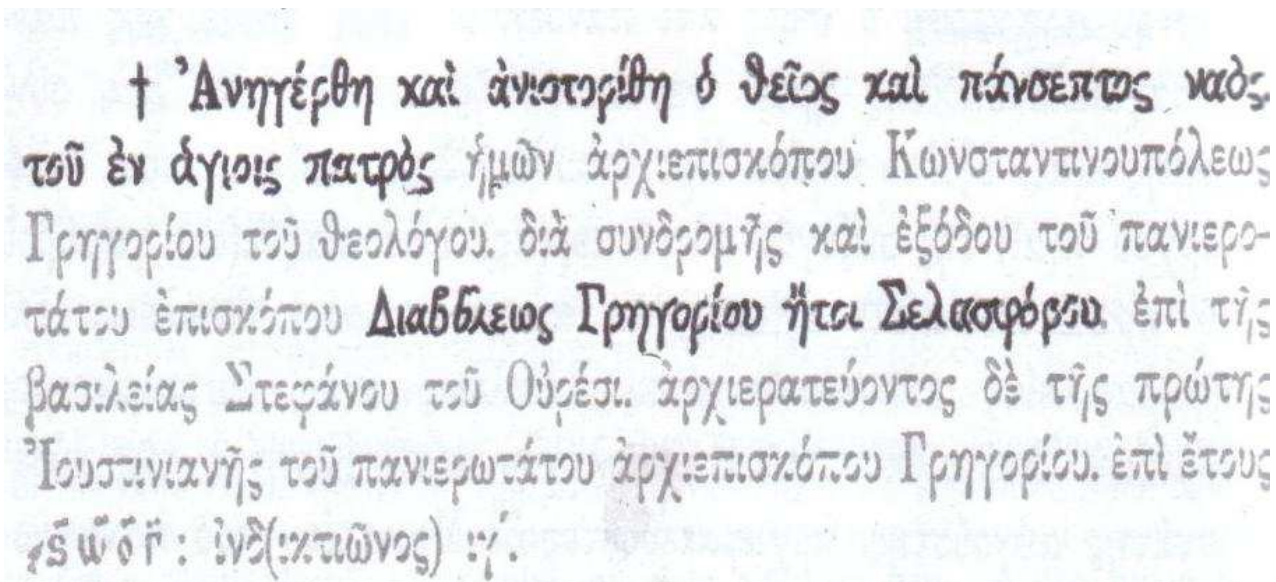 † Ἀνηγέρθη καὶ ἀνιστορίθη ὁ θεῖος καὶ πάνσεπτος ναὸς.
τοῦ ἐν ἁγίοις πατρὸς ἡμῶν ἀρχιεπισκόπου Κωνσταντινουπόλεως
Γρηγορίου τοῦ θεολόγου. διὰ συνδρομῆς καὶ ἐξόδου τοῦ πανιερο-
τάτου ἐπισκόπου Διαβόλεως Γρηγορίου ἤτοι Σελασφόρου. ἐπὶ τῆς
βασιλείας Στεφάνου τοῦ Οὑρέσι. ἀρχιερατεύοντος δὲ τῆς πρώτης
Ἰουστινιανῆς τοῦ πανιερωτάτου ἀρχιεπισκόπου Γρηγορίου. ἐπὶ ἔτους
͵ς ω ο γ : ἰνδ(ικτιῶνος) ιγ´.